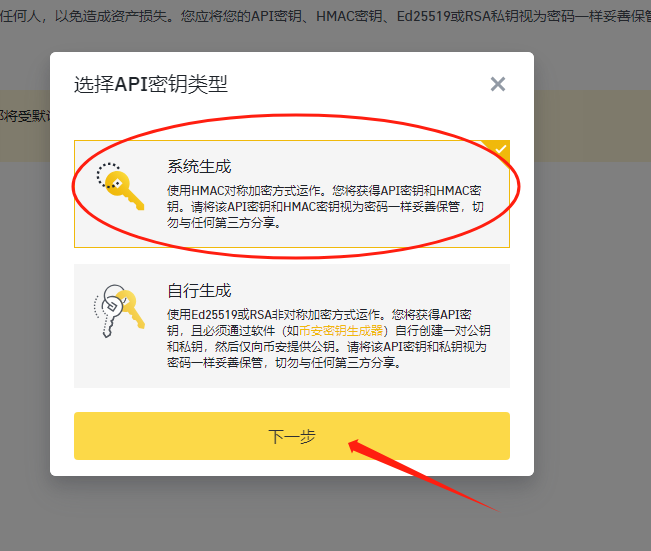 任何人，以免造成资产损失。您应将您的API密钥、HMAC密钥、Ed25519或RSA私钥视为密码一样妥善保管
选择API密钥类型
都将受默认
系统生成
使用HMAC对称加密方式运作。您将获得API密钥和HMAC密
钥。请将该API密钥和HMAC密钥视为密码一样妥善保管，切
勿与任何第三方分享。
自行生成
使用Ed25519或RSA非对称加密方式运作。您将获得API密
钥，且必须通过软件（如币安密钥生成器）自行创建一对公钥
和私钥，然后仅向币安提供公钥。请将该API密钥和私钥视为
密码一样妥善保管，切勿与任何第三方分享。
下一步